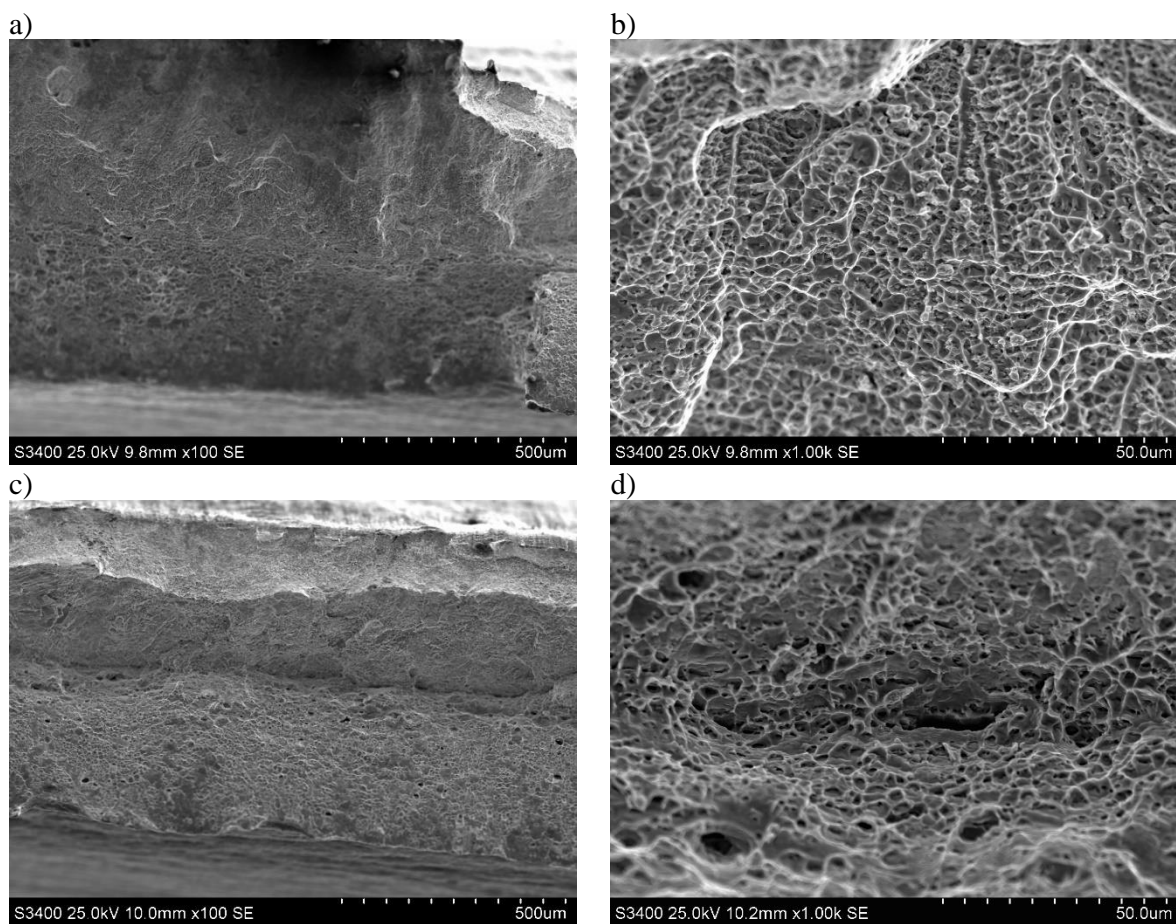 a)
b)
S3400 25.0kV 9.8mm x100 SE 500um
S3400 25.0kV 9.8mm x1.00k SE 50.0um
c)
d)
S3400 25.0kV 10.0mm x100 SE 500um
S3400 25.0kV 10.2mm x1.00k SE 50.0um